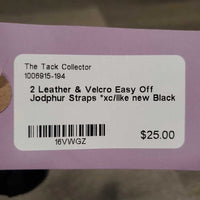 The Tack Collector
1006915-194
2 Leather & Velcro Easy Off
Jodphur Straps *xc/like new Black
16VWGZ
$25.00